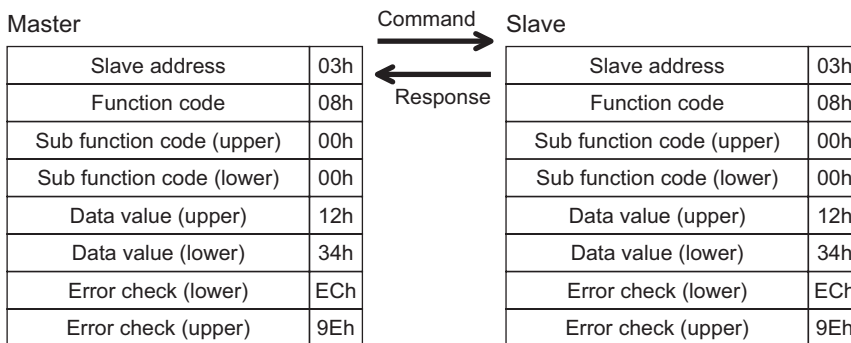 Master
Command
Slave
Response
Slave address 03h
Function code 08h
Sub function code (upper) 00h
Sub function code (lower) 00h
Data value (upper) 12h
Data value (lower) 34h
Error check (lower) ECh
Error check (upper) 9Eh
Slave address 03h
Function code 08h
Sub function code (upper) 00h
Sub function code (lower) 00h
Data value (upper) 12h
Data value (lower) 34h
Error check (lower) ECh
Error check (upper) 9Eh